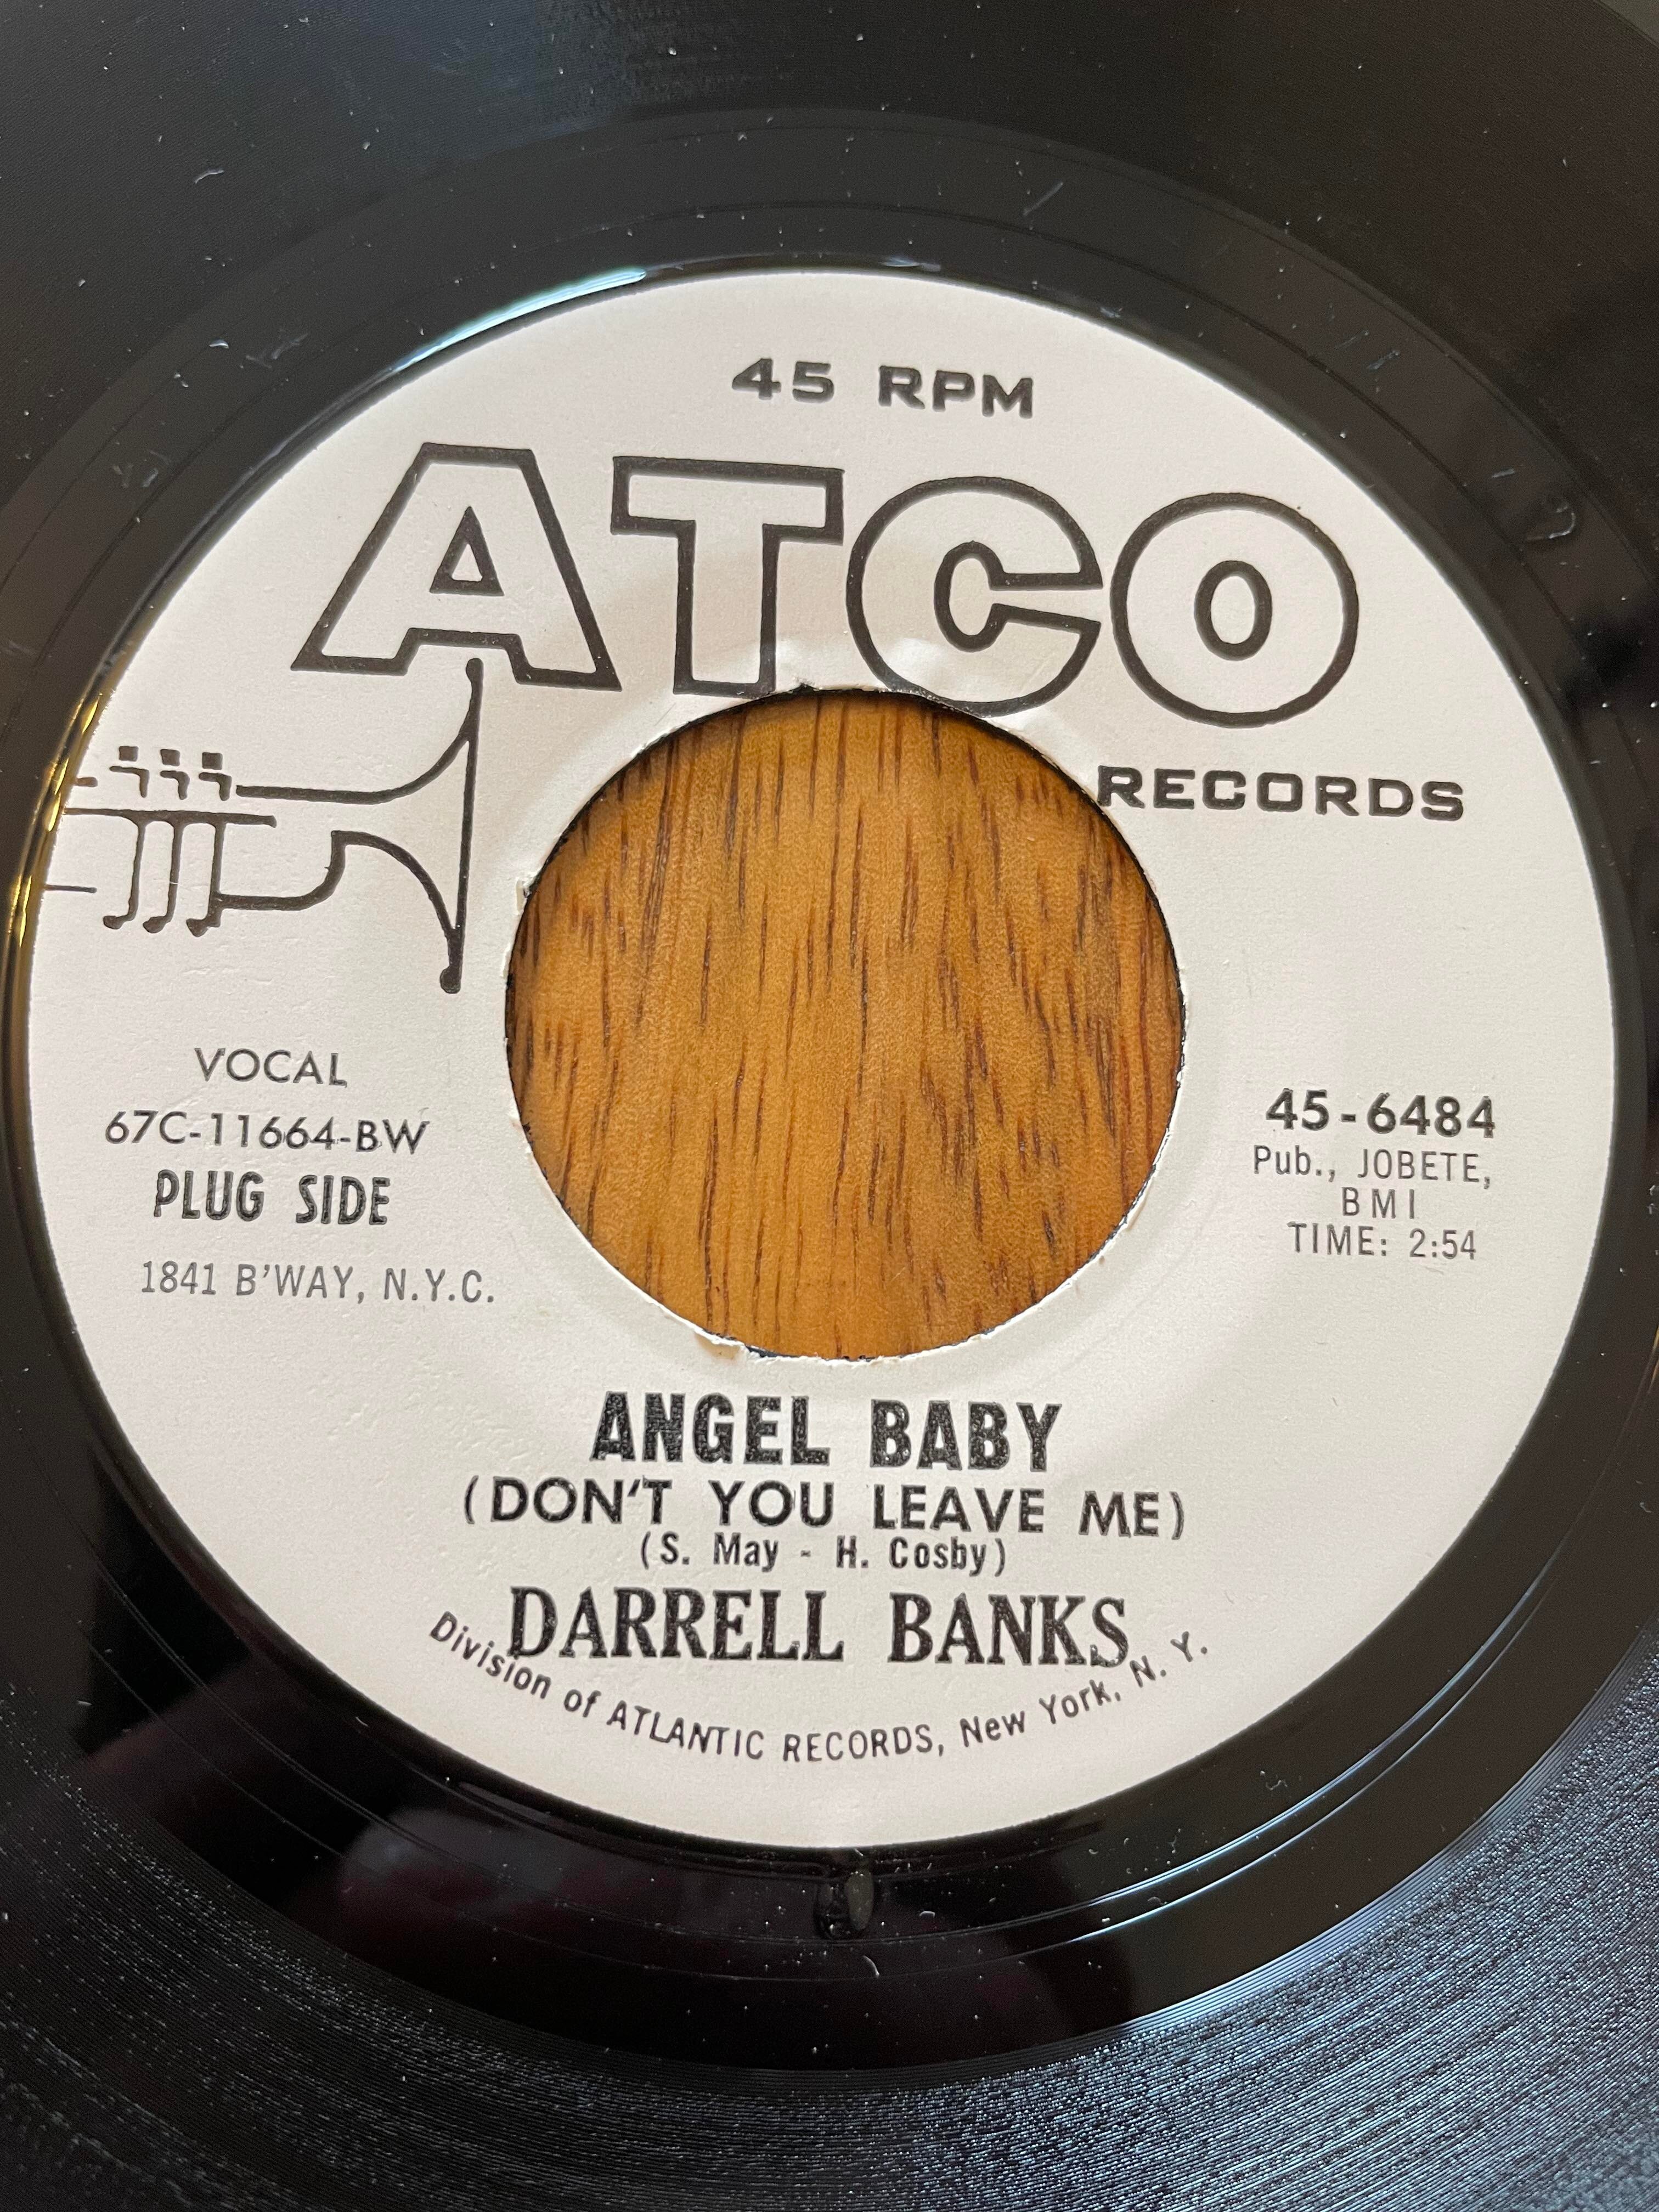 45 RPM
ATCO
RECORDS
VOCAL
67C-11664-BW
PLUG SIDE
1841 B'WAY, N.Y.C.
45-6484
Pub., JOBETE,
BMI
TIME: 2:54
ANGEL BABY
(DON'T YOU LEAVE ME)
(S. May - H. Cosby)
DARRELL BANKS
Division of ATLANTIC RECORDS, New York, N. Y.